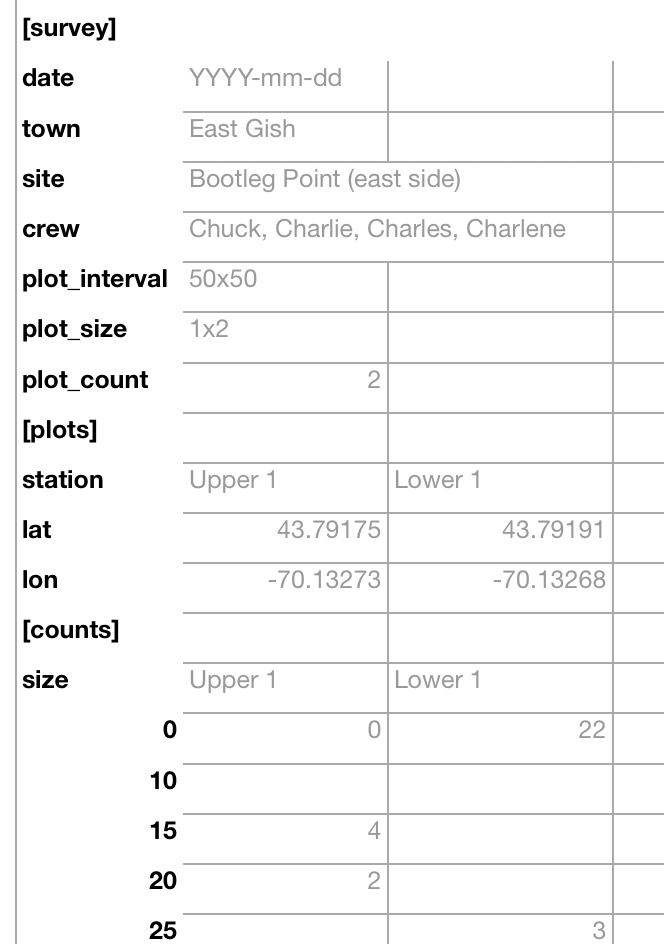 [survey]
date YYYY-mm-dd
town East Gish
site Bootleg Point (east side)
crew Chuck, Charlie, Charles, Charlene
plot_interval 50x50
plot_size 1x2
plot_count 2
[plots]
station Upper 1 Lower 1
lat 43.79175 43.79191
lon -70.13273 -70.13268
[counts]
size Upper 1 Lower 1
0 0 22
10
15 4
20 2
25 3